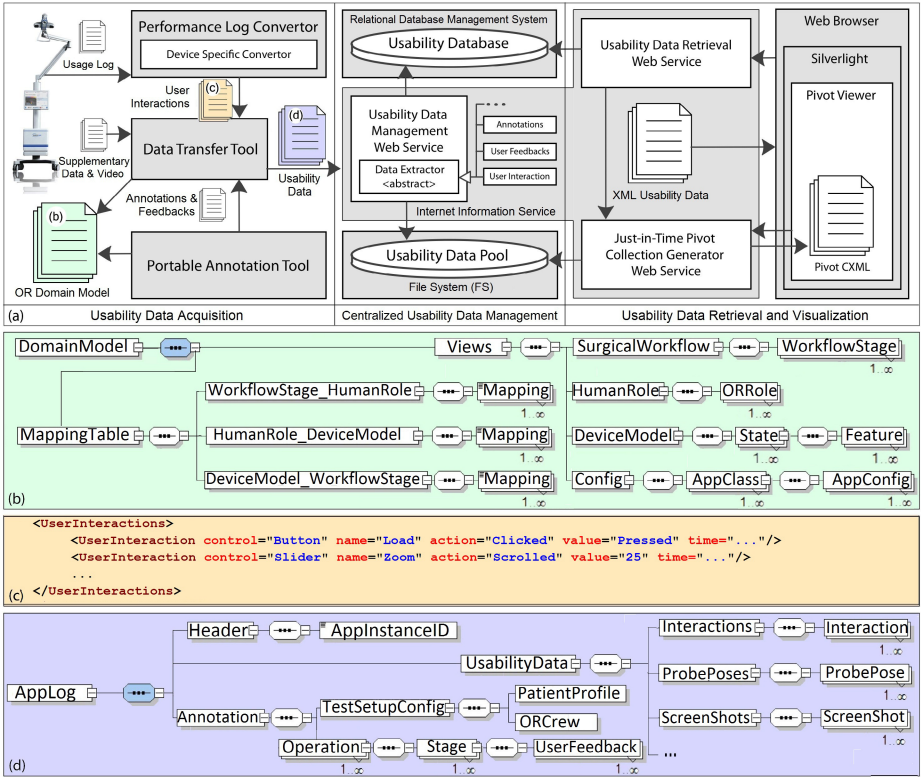 Performance Log Convertor
Device Specific Convertor
Usage Log
User
Interactions
(c)
(d)
Data Transfer Tool
Supplementary
Data & Video
Usability
Data
Annotations &
Feedbacks
(b)
OR Domain Model
Portable Annotation Tool
Relational Database Management System
Usability Database
Usability Data
Management
Web Service
Data Extractor
<abstract>
Annotations
User Feedbacks
User Interaction
Internet Information Service
Usability Data Pool
File System (FS)
Usability Data Retrieval
Web Service
XML Usability Data
Just-in-Time Pivot
Collection Generator
Web Service
Web Browser
Silverlight
Pivot Viewer
Pivot CXML
(a)
Usability Data Acquisition
Centralized Usability Data Management
Usability Data Retrieval and Visualization
DomainModel
Views
SurgicalWorkflow
WorkflowStage
1..∞
WorkflowStage_HumanRole
Mapping
1..∞
HumanRole
ORRole
1..∞
MappingTable
HumanRole_DeviceModel
Mapping
1..∞
DeviceModel
State
1..∞
Feature
1..∞
DeviceModel_WorkflowStage
Mapping
1..∞
Config
AppClass
1..∞
AppConfig
1..∞
(b)
<UserInteractions>
<UserInteraction control="Button" name="Load" action="Clicked" value="Pressed" time="..."/>
<UserInteraction control="Slider" name="Zoom" action="Scrolled" value="25" time="..."/>
...
</UserInteractions>
(c)
Header
AppInstanceID
Interactions
Interaction
1..∞
UsabilityData
ProbePoses
ProbePose
1..∞
AppLog
Annotation
TestSetupConfig
PatientProfile
ORCrew
ScreenShots
ScreenShot
1..∞
Operation
1..∞
Stage
1..∞
UserFeedback
1..∞
...
(d)